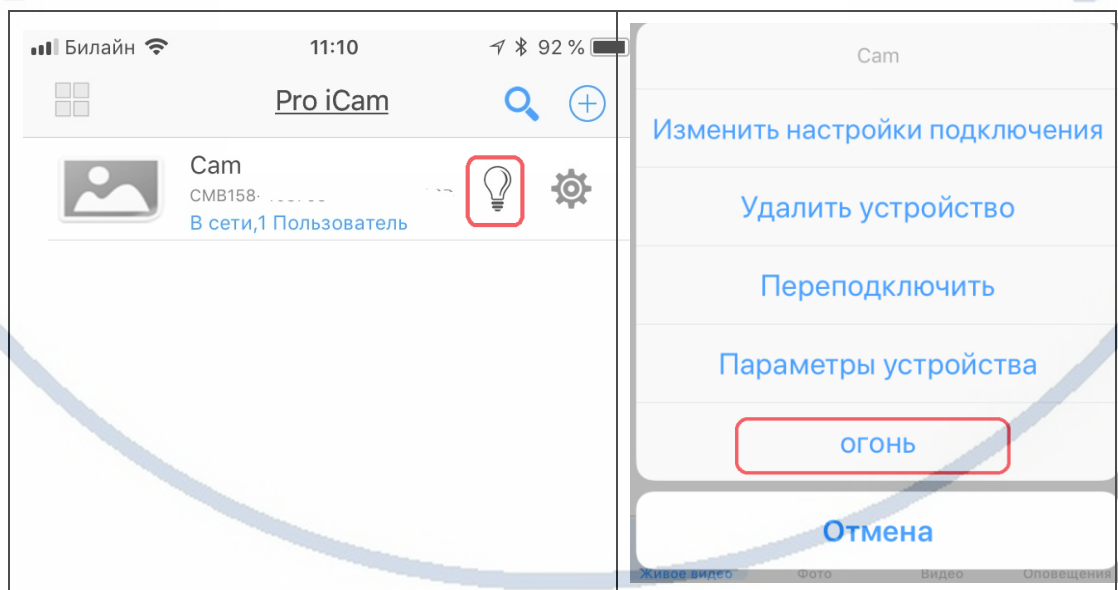 Билайн 11:10 92 %
Pro iCam
Cam
CMB158-
В сети,1 Пользователь
Cam
Изменить настройки подключения
Удалить устройство
Переподключить
Параметры устройства
огонь
Отмена
Живое видео Фото Видео Оповещения